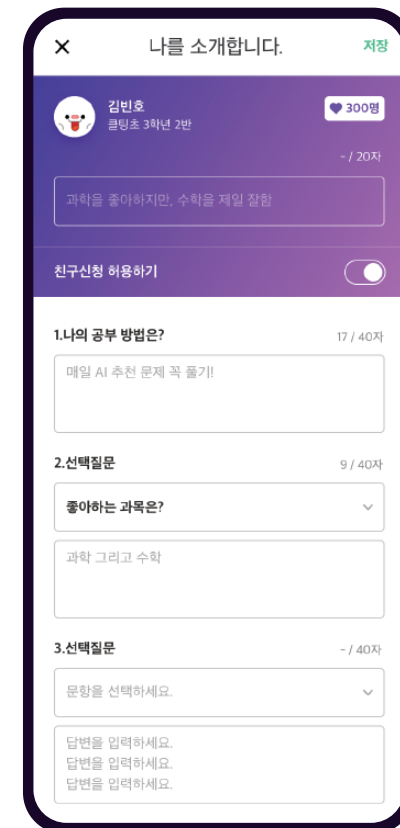 나를 소개합니다.
저장
김빈호
클팅초 3학년 2반
300명
- / 20자
과학을 좋아하지만, 수학을 제일 잘함
친구신청 허용하기
1.나의 공부 방법은?
17 / 40자
매일 AI 추천 문제 꼭 풀기!
2.선택질문
9 / 40자
좋아하는 과목은?
과학 그리고 수학
3.선택질문
- / 40자
문항을 선택하세요.
답변을 입력하세요.
답변을 입력하세요.
답변을 입력하세요.